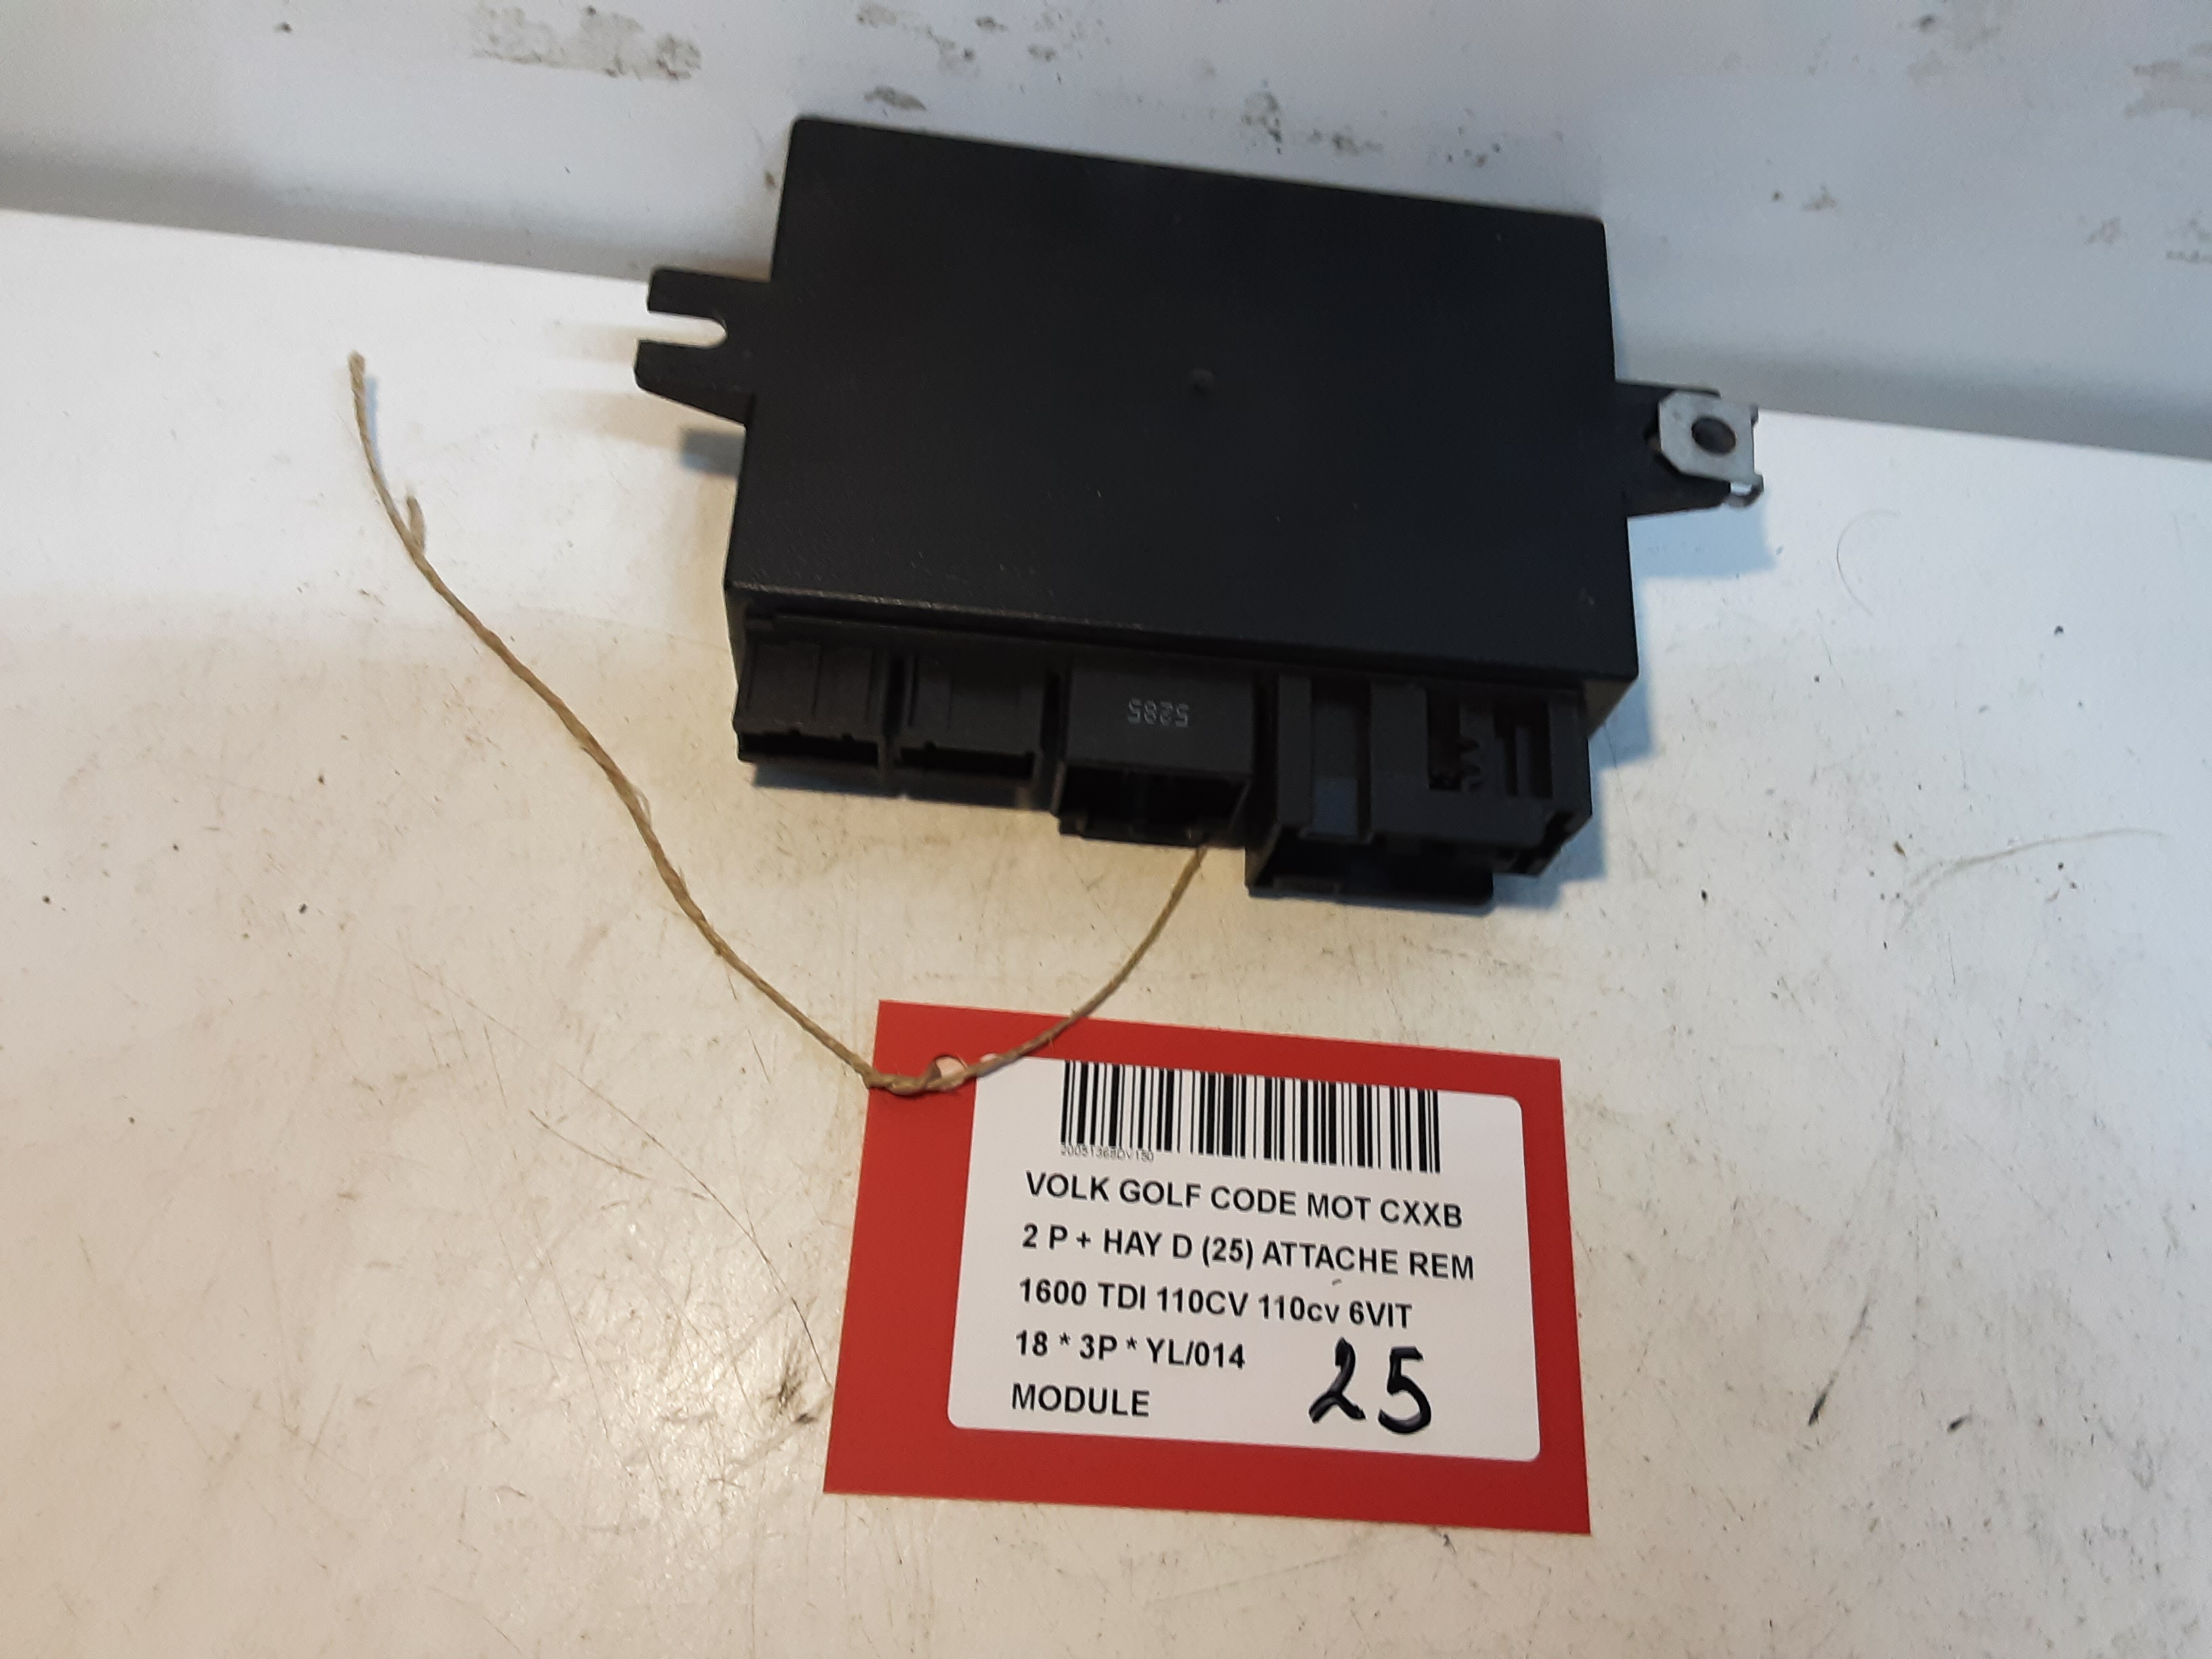 5285
20051368DV150
VOLK GOLF CODE MOT CXXB
2 P + HAY D (25) ATTACHE REM
1600 TDI 110CV 110cv 6VIT
18 * 3P * YL/014
MODULE
25